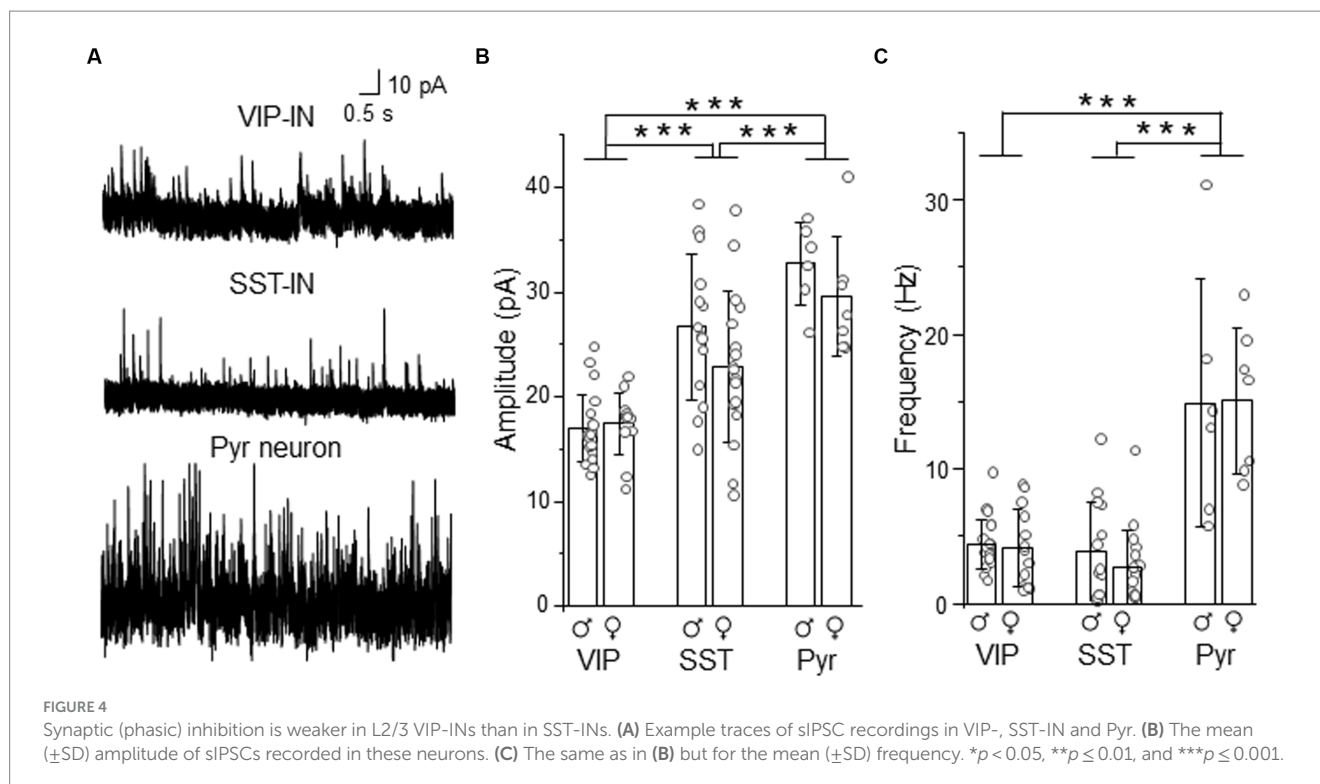 A
10 pA
0.5 s
VIP-IN
SST-IN
Pyr neuron
B
***
*** ***
Amplitude (pA)
40
30
20
10
0
♂ ♀ ♂ ♀ ♂ ♀
VIP SST Pyr
C
***
***
Frequency (Hz)
30
20
10
0
♂ ♀ ♂ ♀ ♂ ♀
VIP SST Pyr
FIGURE 4
Synaptic (phasic) inhibition is weaker in L2/3 VIP-INs than in SST-INs. (A) Example traces of sIPSC recordings in VIP-, SST-IN and Pyr. (B) The mean
(±SD) amplitude of sIPSCs recorded in these neurons. (C) The same as in (B) but for the mean (±SD) frequency. *p < 0.05, **p ≤ 0.01, and ***p ≤ 0.001.